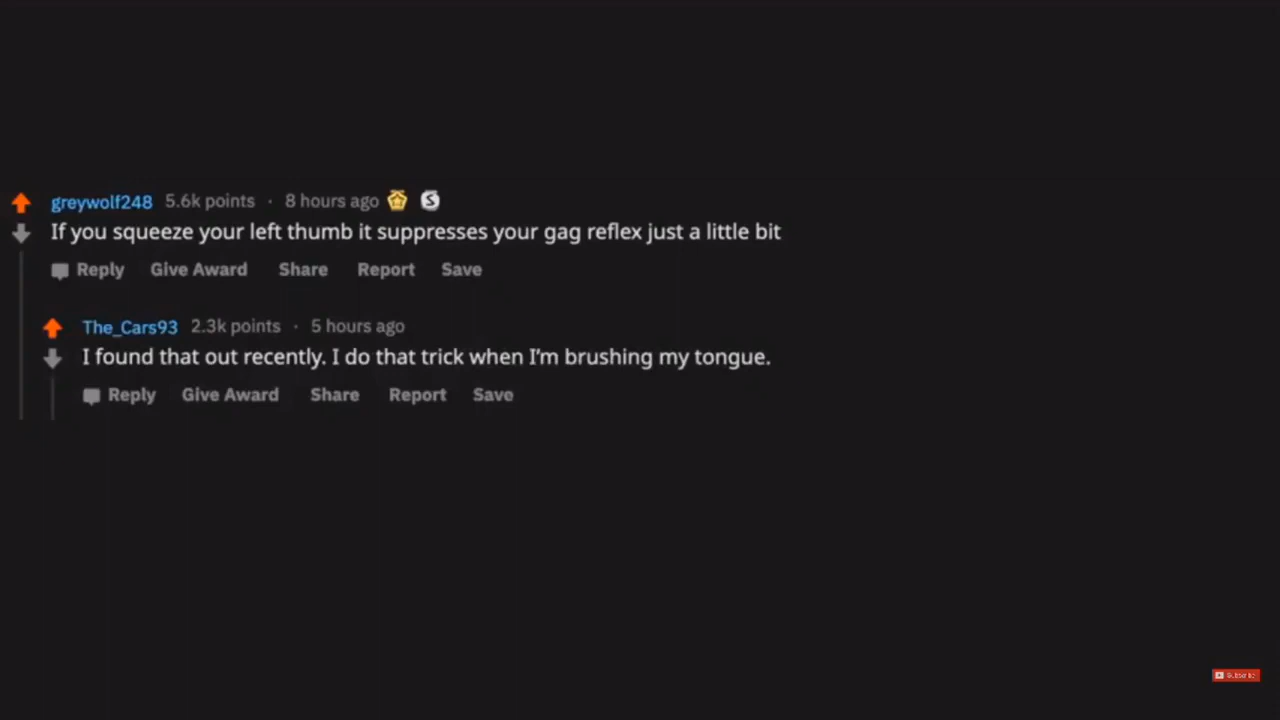 greywolf248 5.6k points · 8 hours ago
If you squeeze your left thumb it suppresses your gag reflex just a little bit
Reply Give Award Share Report Save
The_Cars93 2.3k points · 5 hours ago
I found that out recently. I do that trick when I'm brushing my tongue.
Reply Give Award Share Report Save